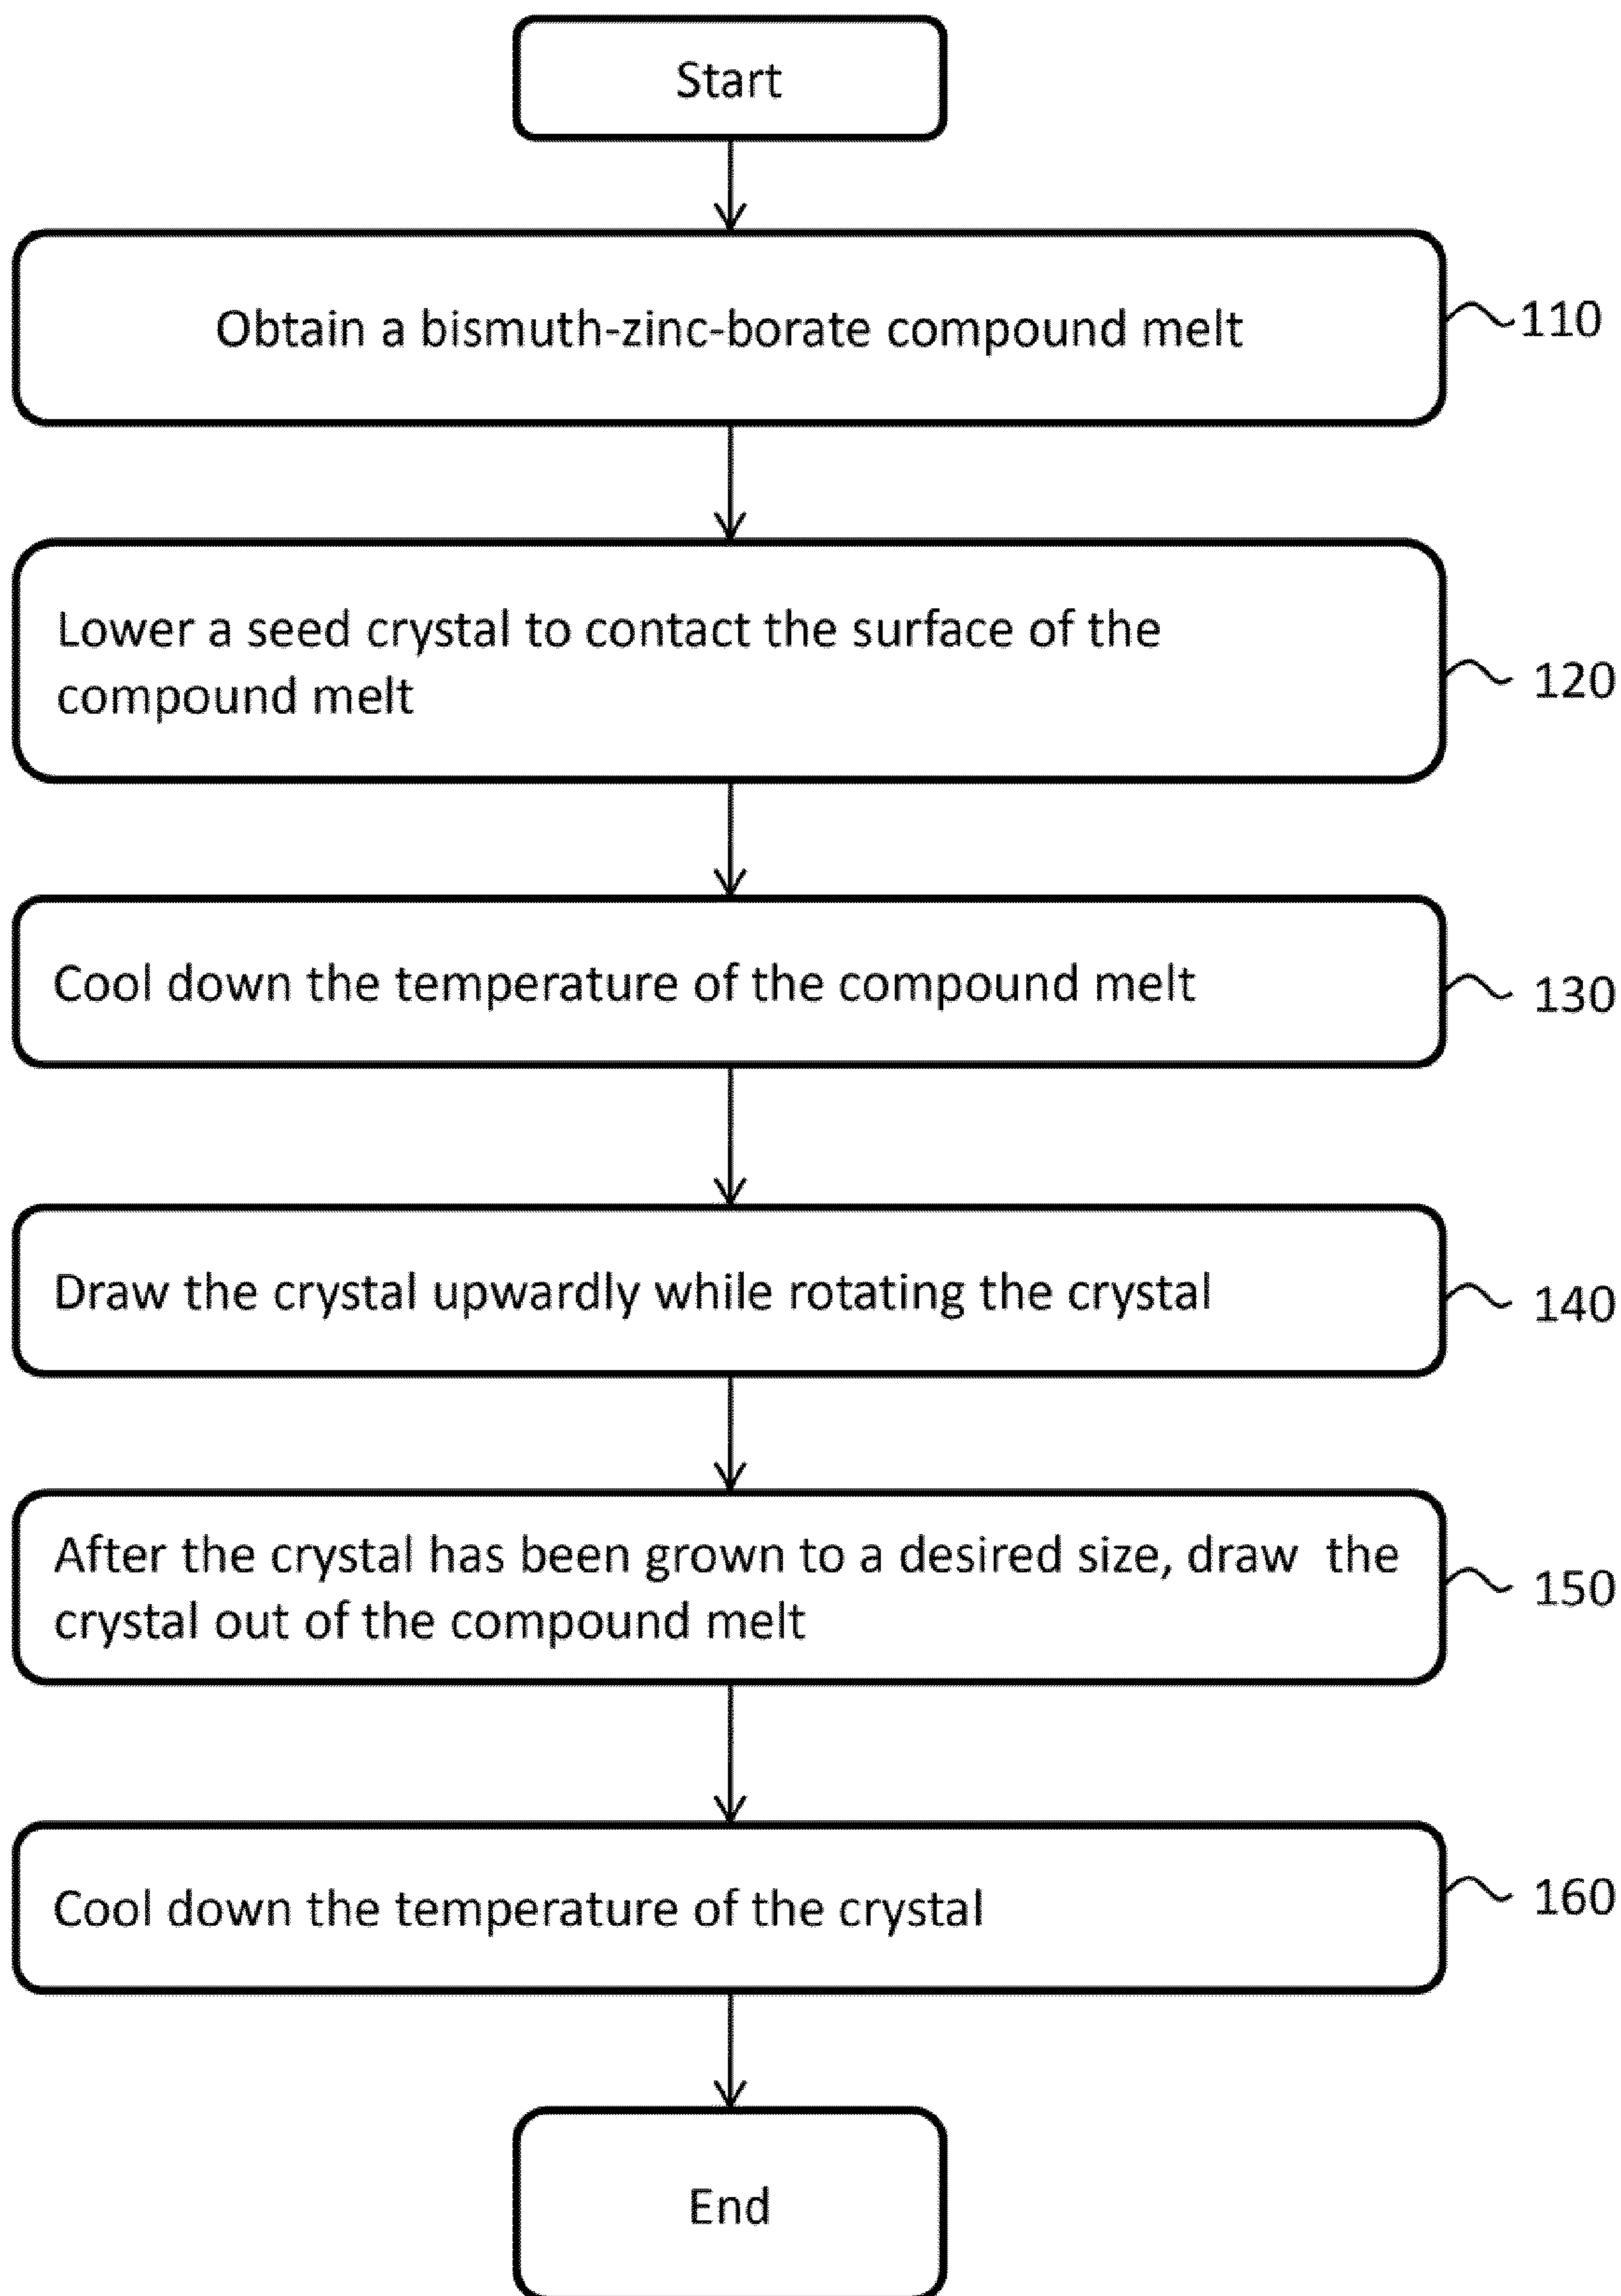 Start
Obtain a bismuth-zinc-borate compound melt
110
Lower a seed crystal to contact the surface of the
compound melt
120
Cool down the temperature of the compound melt
130
Draw the crystal upwardly while rotating the crystal
140
After the crystal has been grown to a desired size, draw  the
crystal out of the compound melt
150
Cool down the temperature of the crystal
160
End